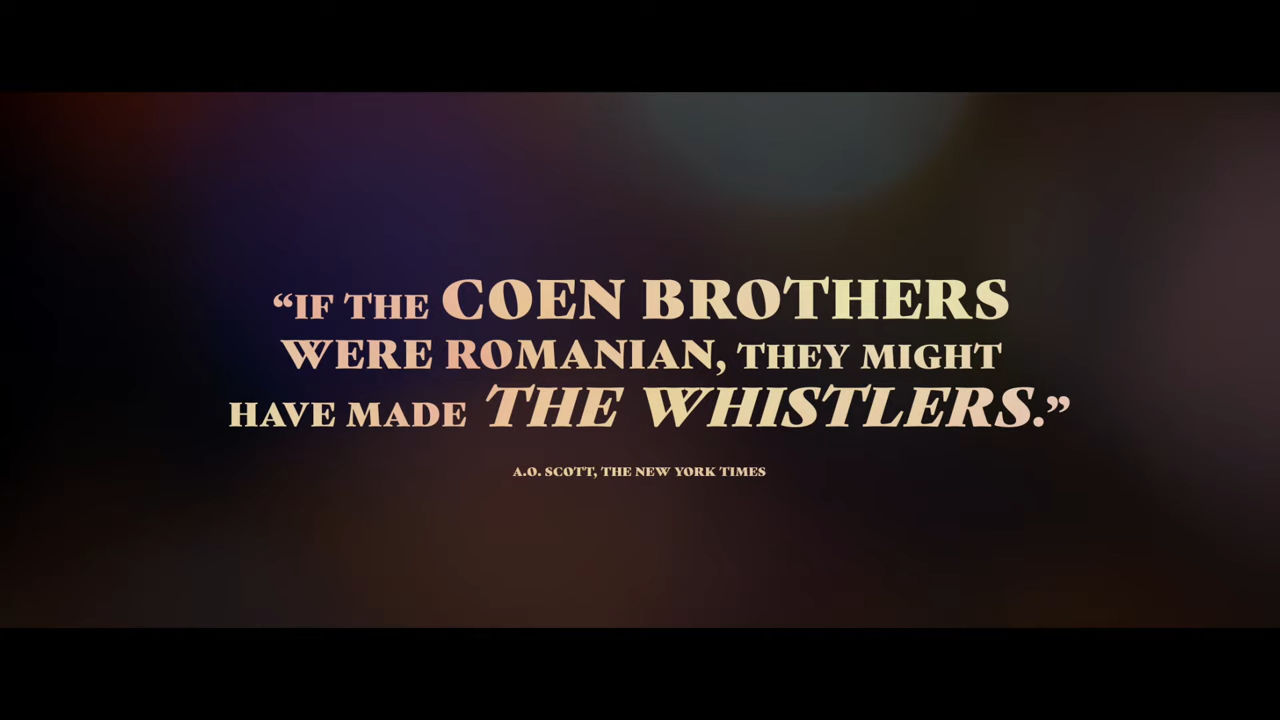 “IF THE COEN BROTHERS
WERE ROMANIAN, THEY MIGHT
HAVE MADE THE WHISTLERS.”
A.O. SCOTT, THE NEW YORK TIMES